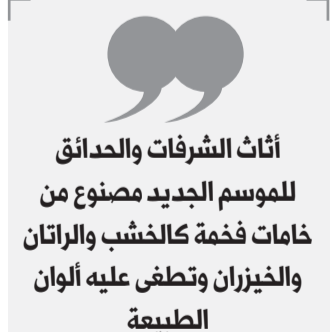 أثاث الشرفات والحدائق
للموسم الجديد مصنوع من
خامات فخمة كالخشب والراتان
والخيزران وتطغى عليه ألوان
الطبيعة